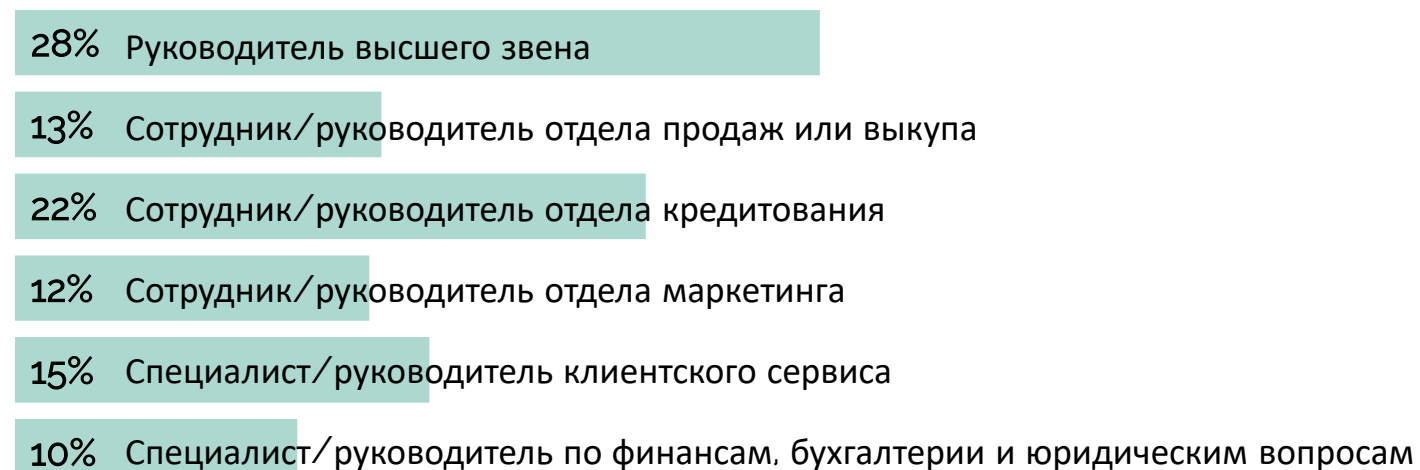 28% Руководитель высшего звена
13% Сотрудник/руководитель отдела продаж или выкупа
22% Сотрудник/руководитель отдела кредитования
12% Сотрудник/руководитель отдела маркетинга
15% Специалист/руководитель клиентского сервиса
10% Специалист/руководитель по финансам, бухгалтерии и юридическим вопросам